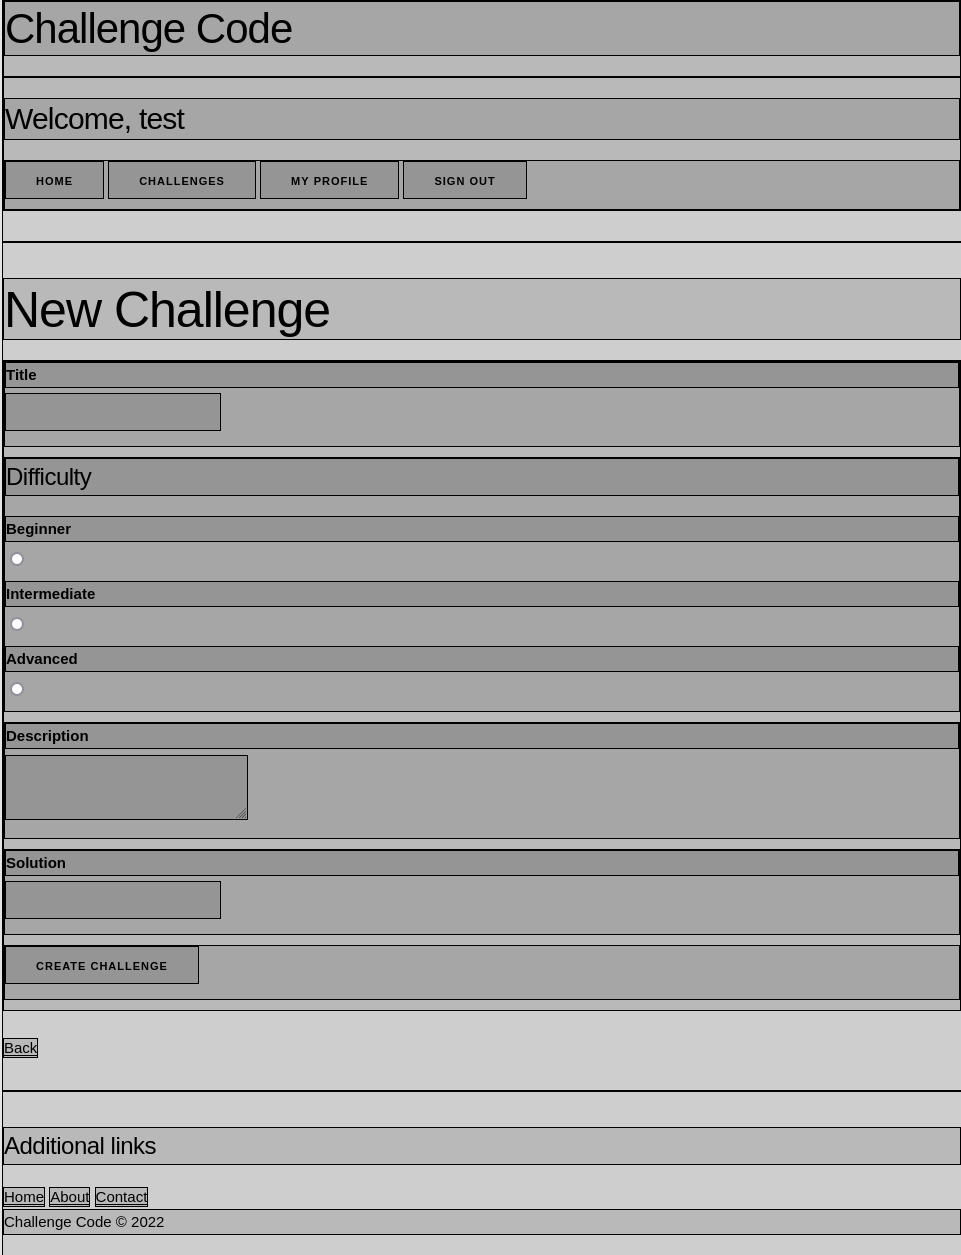 Challenge Code
Welcome, test
HOME CHALLENGES MY PROFILE SIGN OUT
New Challenge
Title
Difficulty
Beginner
Intermediate
Advanced
Description
Solution
CREATE CHALLENGE
Back
Additional links
Home About Contact
Challenge Code © 2022